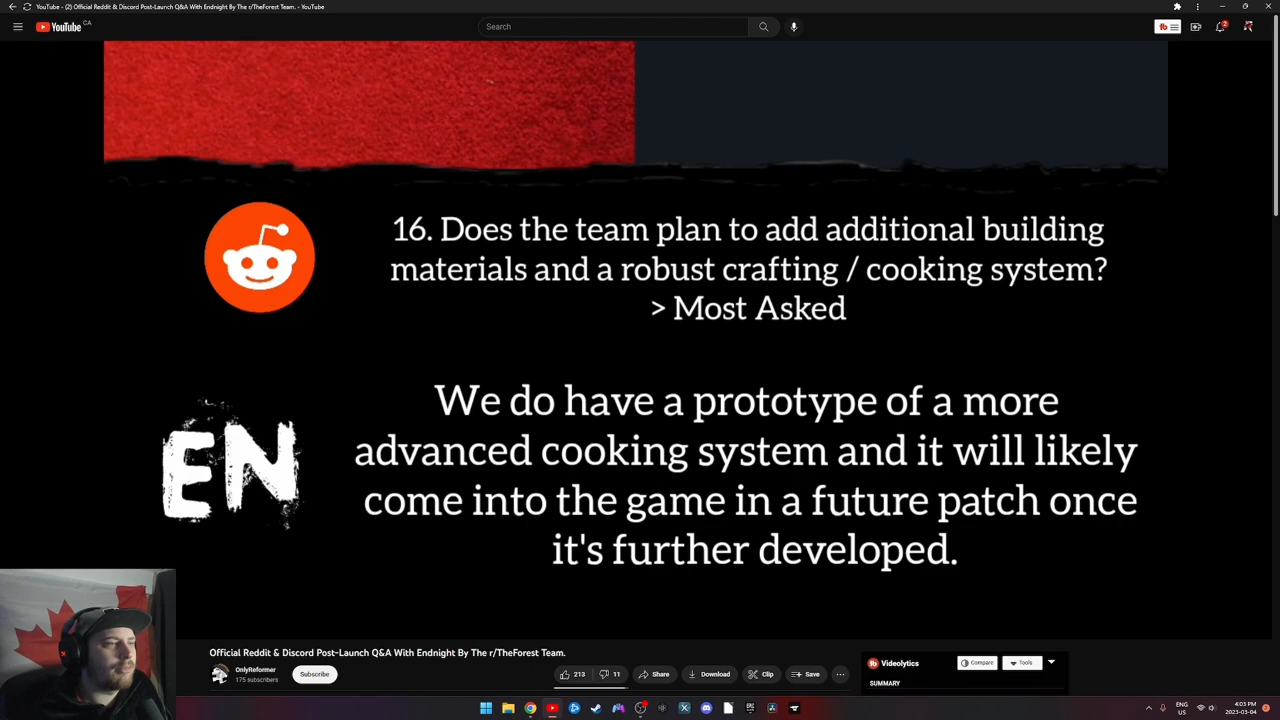 YouTube - (2) Official Reddit & Discord Post-Launch Q&A With Endnight By The r/TheForest Team. - YouTube
YouTube CA
Search
2
16. Does the team plan to add additional building
materials and a robust crafting / cooking system?
> Most Asked
EN
We do have a prototype of a more
advanced cooking system and it will likely
come into the game in a future patch once
it's further developed.
Official Reddit & Discord Post-Launch Q&A With Endnight By The r/TheForest Team.
OnlyReformer
175 subscribers
Subscribe
213
11
Share
Download
Clip
Save
Videolytics
Compare
Tools
SUMMARY
ENG
US
4:03 PM
2023-03-04